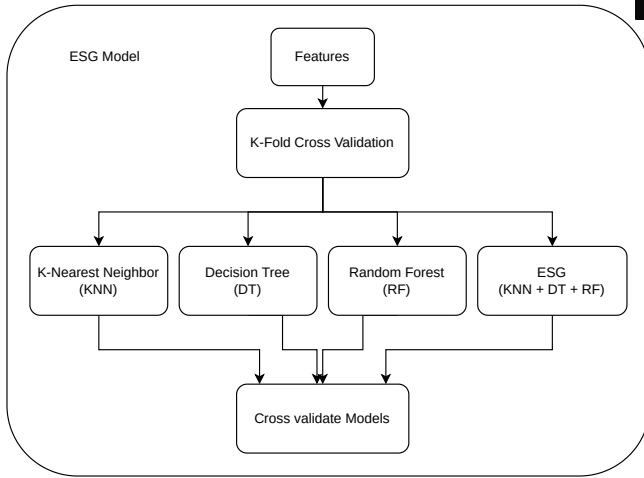 ESG Model
Features
K-Fold Cross Validation
K-Nearest Neighbor
(KNN)
Decision Tree
(DT)
Random Forest
(RF)
ESG
(KNN + DT + RF)
Cross validate Models